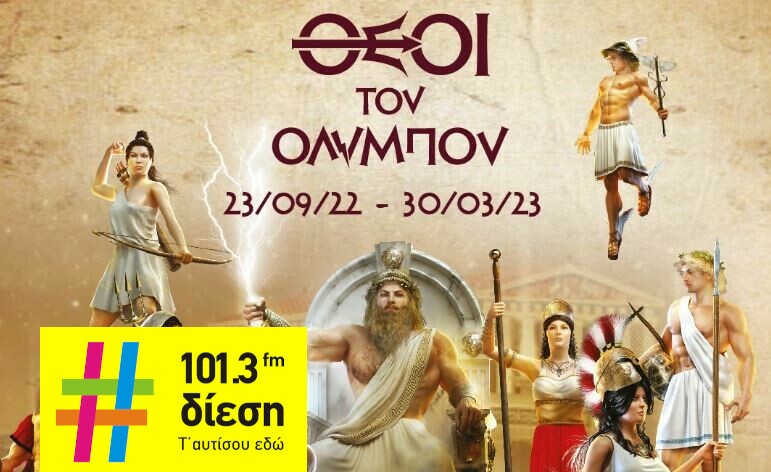 ΘΕΟΙ
ΤΟΥ
ΟΛΥΜΠΟΥ
23/09/22 - 30/03/23
101.3 fm
δίεση
Τ΄αυτίσου εδώ